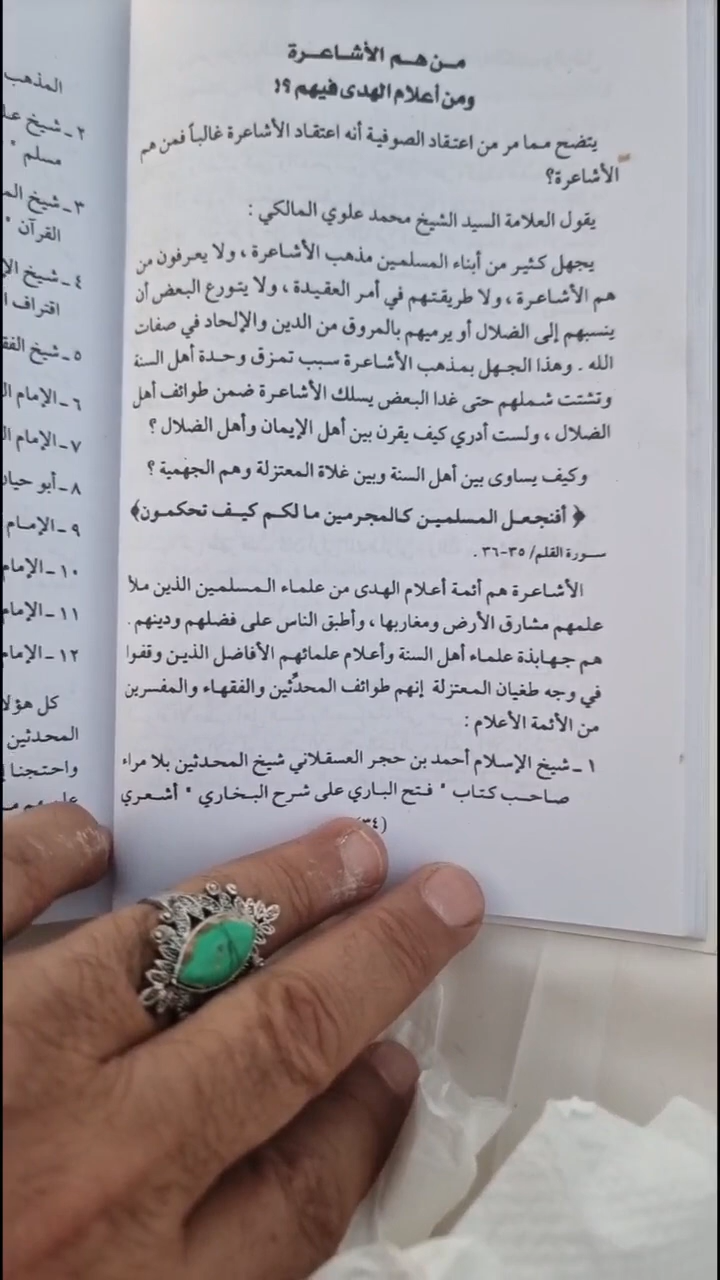 من هم الأشاعرة
ومن أعلام الهدى فيهم ؟!
يتضح مما مر من اعتقاد الصوفية أنه اعتقاد الأشاعرة غالباً فمن هم
الأشاعرة؟
يقول العلامة السيد الشيخ محمد علوي المالكي :
يجهل كثير من أبناء المسلمين مذهب الأشاعرة ، ولا يعرفون من
هم الأشاعرة ، ولا طريقتهم في أمر العقيدة ، ولا يتورع البعض أن
ينسبهم إلى الضلال أو يرميهم بالمروق من الدين والإلحاد في صفات
الله . وهذا الجهل بمذهب الأشاعرة سبب تمزق وحدة أهل السنة
وتشتت شملهم حتى غدا البعض يسلك الأشاعرة ضمن طوائف أهل
الضلال ، ولست أدري كيف يقرن بين أهل الإيمان وأهل الضلال ؟
وكيف يساوى بين أهل السنة وبين غلاة المعتزلة وهم الجهمية ؟
﴿ أفنجعل المسلمين كالمجرمين ما لكم كيف تحكمون﴾
سورة القلم/ ٣٥-٣٦ .
الأشاعرة هم أئمة أعلام الهدى من علماء المسلمين الذين ملأ
علمهم مشارق الأرض ومغاربها ، وأطبق الناس على فضلهم ودينهم .
هم جهابذة علماء أهل السنة وأعلام علمائهم الأفاضل الذين وقفوا
في وجه طغيان المعتزلة إنهم طوائف المحدّثين والفقهاء والمفسرين
من الأئمة الأعلام :
١ ـ شيخ الإسلام أحمد بن حجر العسقلاني شيخ المحدثين بلا مراء
صاحب كتاب " فتح الباري على شرح البخاري " أشعري
(٣٤)
المذهب
٢ ـ شيخ
مسلم "
٣ ـ شيخ
القرآن "
٤ ـ شيخ
اقتراف
٥ ـ شيخ
٦ ـ الإمام
٧ ـ الإمام
٨ ـ أبو
٩ ـ الإمام
١٠ ـ الإمام
١١ ـ الإمام
١٢ ـ الإمام
كل هؤلا
المحدثين
واحتجنا